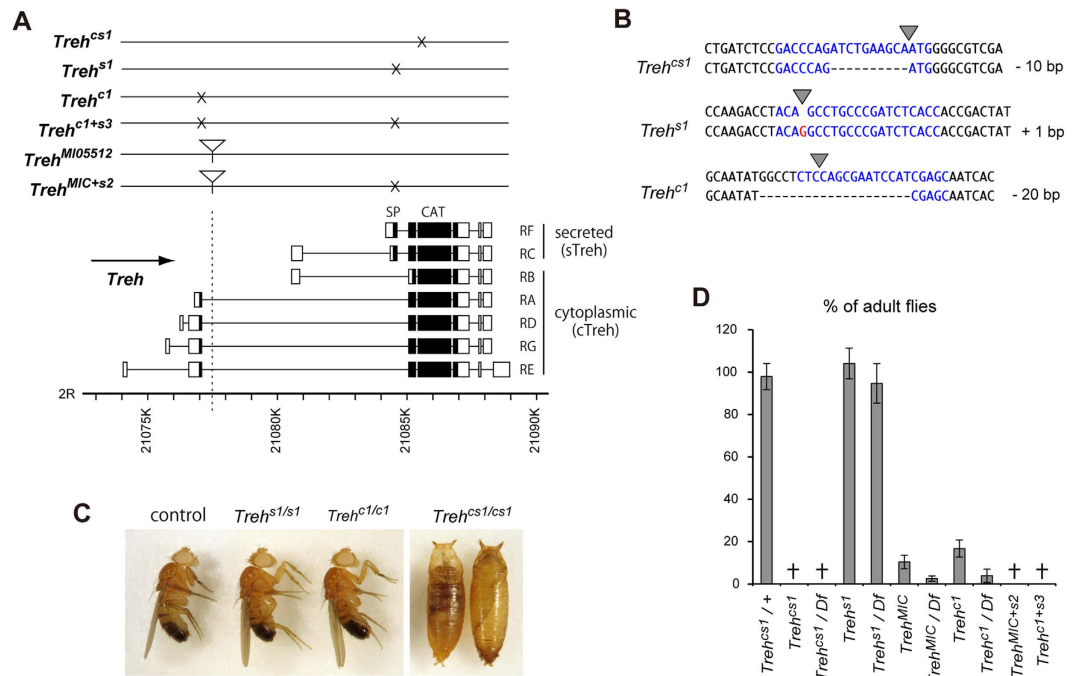 A
Treh^cs1
Treh^s1
Treh^c1
Treh^c1+s3
Treh^MI05512
Treh^MIC+s2
SP CAT
RF
RC
RB
RA
RD
RG
RE
secreted
(sTreh)
cytoplasmic
(cTreh)
Treh
2R
21075K
21080K
21085K
21090K
B
CTGATCTCCGACCCAGATCTGAAGCAATGGGGCGTCGA
Treh^cs1
CTGATCTCCGACCCAG----------ATGGGGCGTCGA
- 10 bp
CCAAGACCTACA GCCTGCCCGATCTCACCACCGACTAT
Treh^s1
CCAAGACCTACAGGCCTGCCCGATCTCACCACCGACTAT
+ 1 bp
GCAATATGGCCTCTCCAGCGAATCCATCGAGCAATCAC
Treh^c1
GCAATAT--------------------CGAGCAATCAC
- 20 bp
C
control
Treh^s1/s1
Treh^c1/c1
Treh^cs1/cs1
D
% of adult flies
120
100
80
60
40
20
0
Treh^cs1 / +
Treh^cs1
Treh^cs1 / Df
Treh^s1
Treh^s1 / Df
Treh^MIC
Treh^MIC / Df
Treh^c1
Treh^c1 / Df
Treh^MIC+s2
Treh^c1+s3